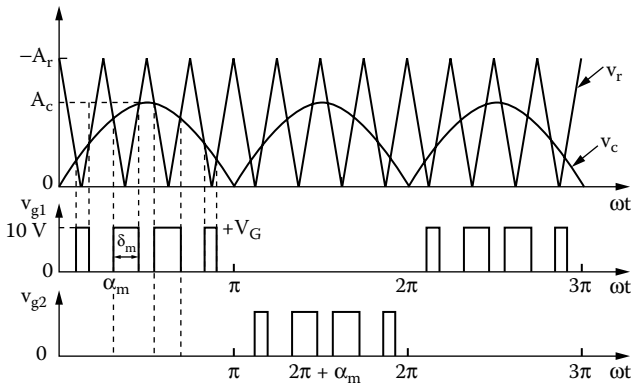 –A_r
v_r
A_c
v_c
0
ωt
v_g1
10 V
+V_G
δ_m
0
α_m
π
2π
3π
ωt
v_g2
0
π
2π + α_m
2π
3π
ωt